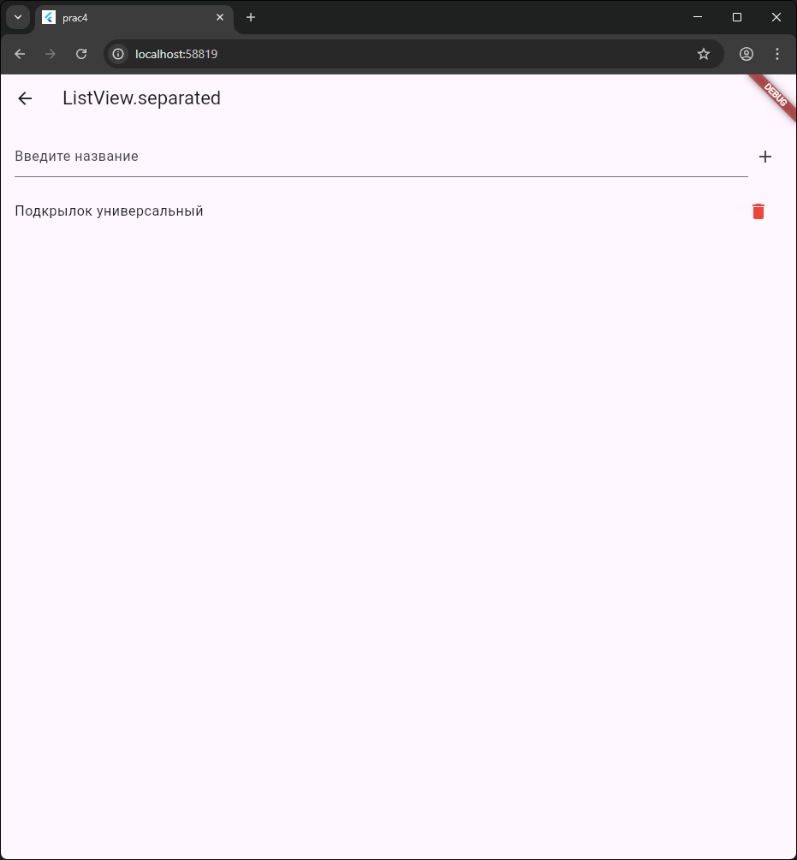 prac4
localhost:58819
ListView.separated
DEBUG
Введите название
Подкрылок универсальный